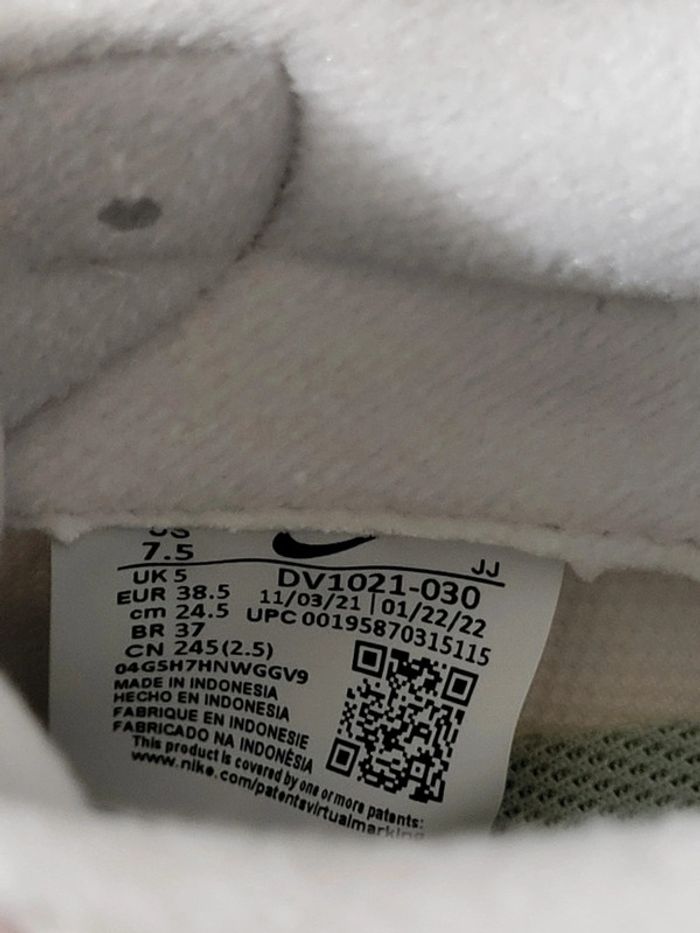 US
7.5
JJ
UK 5
EUR 38.5
cm 24.5
BR 37
CN 245(2.5)
04GSH7HNWGGV9
DV1021-030
11/03/21 | 01/22/22
UPC 00195870315115
MADE IN INDONESIA
HECHO EN INDONESIA
FABRIQUE EN INDONESIE
FABRICADO NA INDONÉSIA
This product is covered by one or more patents:
www.nike.com/patentsvirtualmarking